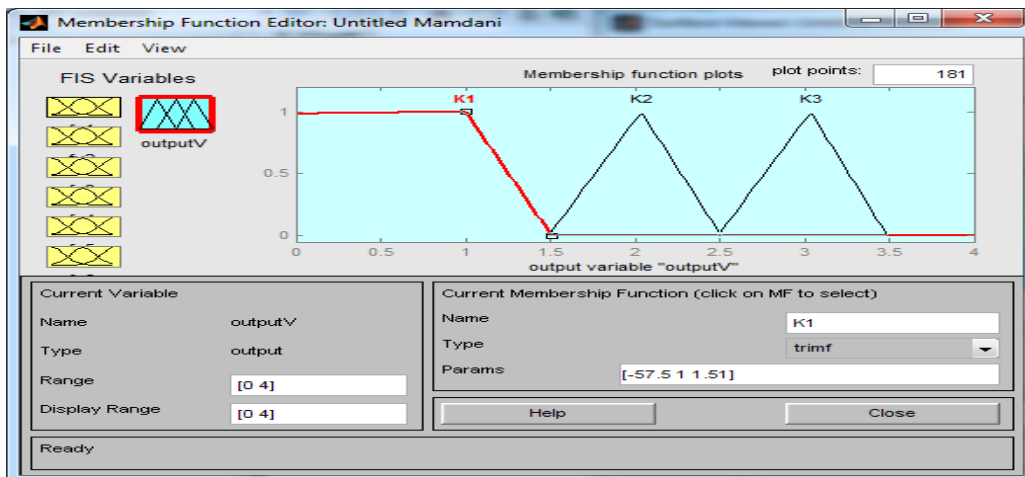 Membership Function Editor: Untitled Mamdani
File Edit View
FIS Variables
Membership function plots
plot points: 181
outputV
K1 K2 K3
1
0.5
0
0 0.5 1 1.5 2 2.5 3 3.5 4
output variable "outputV"
Current Variable
Name outputV
Type output
Range [0 4]
Display Range [0 4]
Current Membership Function (click on MF to select)
Name K1
Type trimf
Params [-57.5 1 1.51]
Help Close
Ready